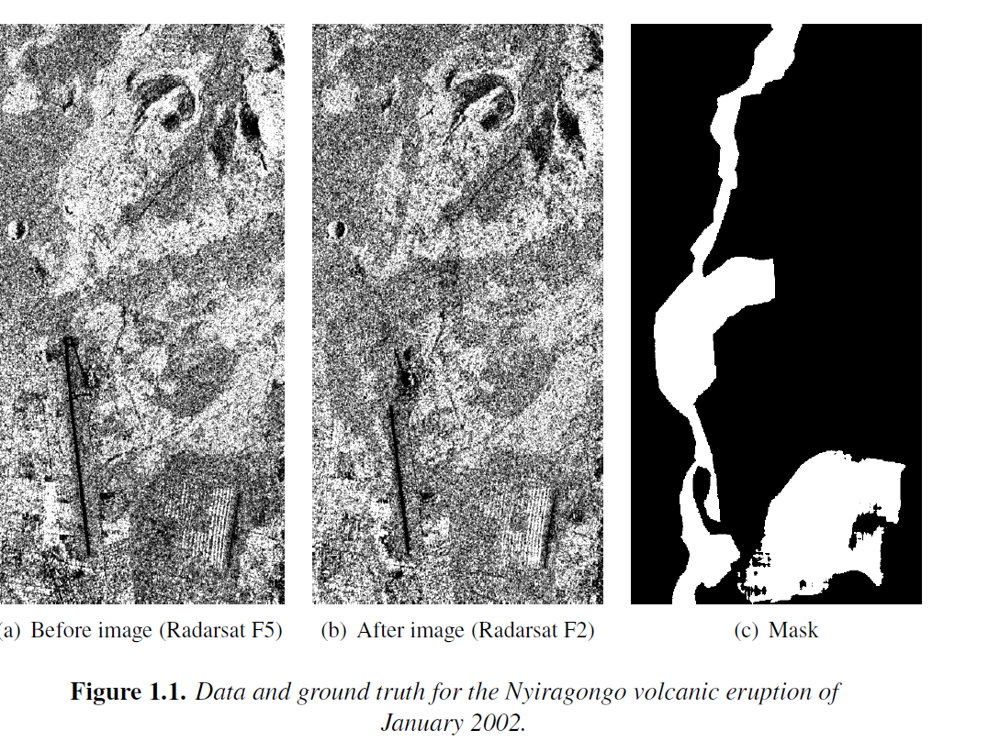 a) Before image (Radarsat F5)
(b) After image (Radarsat F2)
(c) Mask
Figure 1.1. Data and ground truth for the Nyiragongo volcanic eruption of
January 2002.